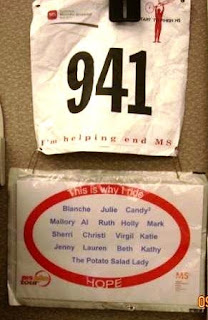 941
I'm helping end MS
This is why I ride
Blanche Julie Candy²
Mallory Al Ruth Holly Mark
Sherri Christi Virgil Katie
Jenny Lauren Beth Kathy
The Potato Salad Lady
HOPE
MS